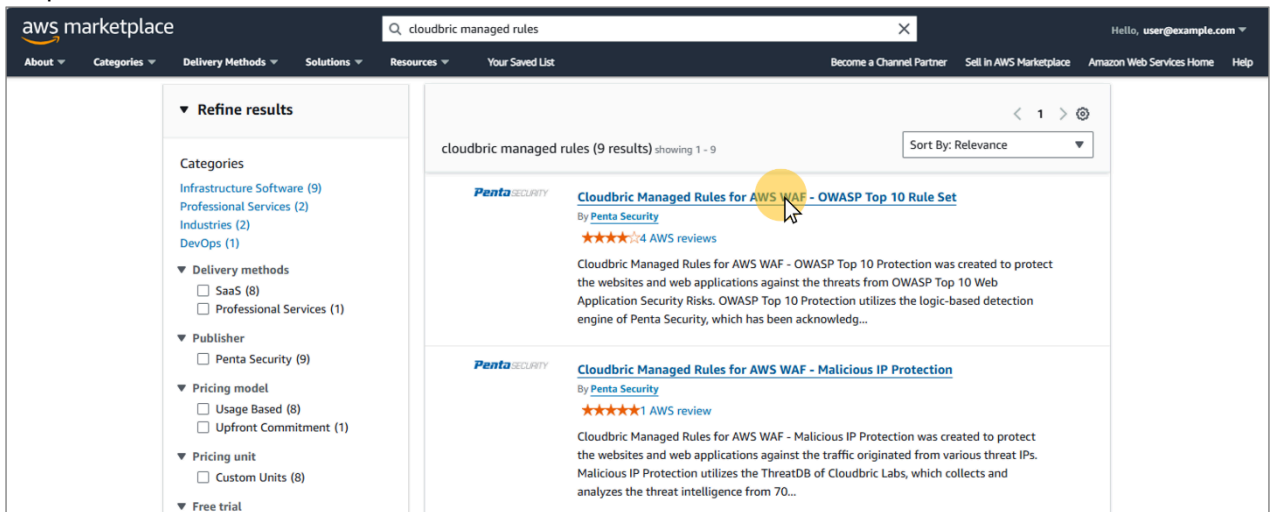 aws marketplace
cloudbric managed rules
Hello, user@example.com
About
Categories
Delivery Methods
Solutions
Resources
Your Saved List
Become a Channel Partner
Sell in AWS Marketplace
Amazon Web Services Home
Help
Refine results
Categories
Infrastructure Software (9)
Professional Services (2)
Industries (2)
DevOps (1)
Delivery methods
SaaS (8)
Professional Services (1)
Publisher
Penta Security (9)
Pricing model
Usage Based (8)
Upfront Commitment (1)
Pricing unit
Custom Units (8)
Free trial
1
cloudbric managed rules (9 results) showing 1 - 9
Sort By: Relevance
Penta SECURITY
Cloudbric Managed Rules for AWS WAF - OWASP Top 10 Rule Set
By Penta Security
4 AWS reviews
Cloudbric Managed Rules for AWS WAF - OWASP Top 10 Protection was created to protect
the websites and web applications against the threats from OWASP Top 10 Web
Application Security Risks. OWASP Top 10 Protection utilizes the logic-based detection
engine of Penta Security, which has been acknowledg...
Penta SECURITY
Cloudbric Managed Rules for AWS WAF - Malicious IP Protection
By Penta Security
1 AWS review
Cloudbric Managed Rules for AWS WAF - Malicious IP Protection was created to protect
the websites and web applications against the traffic originated from various threat IPs.
Malicious IP Protection utilizes the ThreatDB of Cloudbric Labs, which collects and
analyzes the threat intelligence from 70...